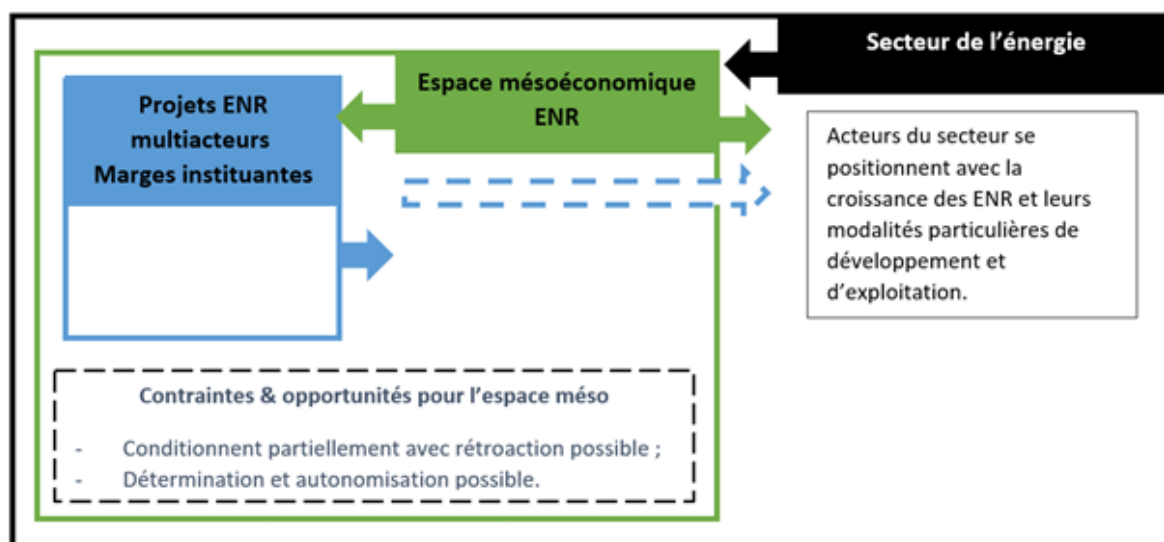 Secteur de l'énergie
Espace mésoéconomique
ENR
Projets ENR
multiacteurs
Marges instituantes
Acteurs du secteur se
positionnent avec la
croissance des ENR et leurs
modalités particulières de
développement et
d'exploitation.
Contraintes & opportunités pour l'espace méso
- Conditionnent partiellement avec rétroaction possible ;
- Détermination et autonomisation possible.